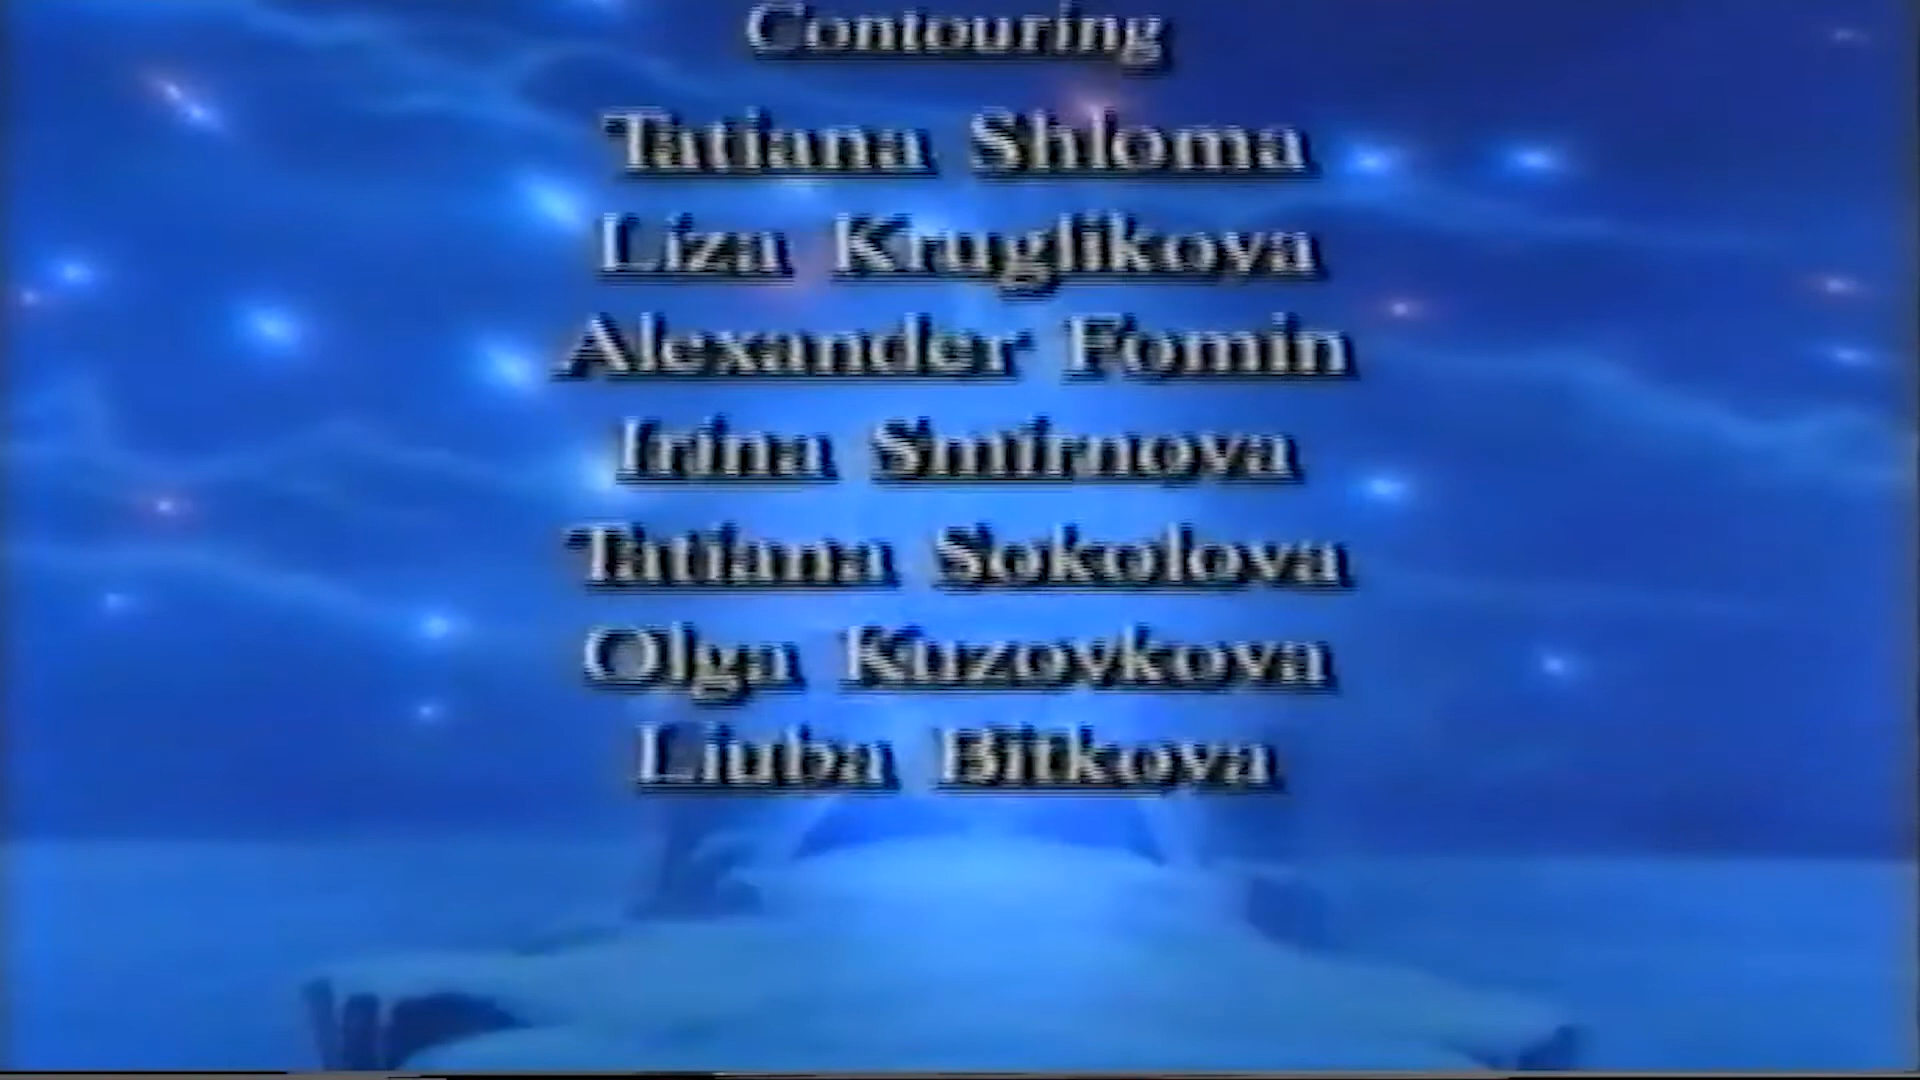 Contouring
Tatiana Shloma
Liza Kruglikova
Alexander Fomin
Irina Smirnova
Tatiana Sokolova
Olga Kuzovkova
Liuba Bitkova